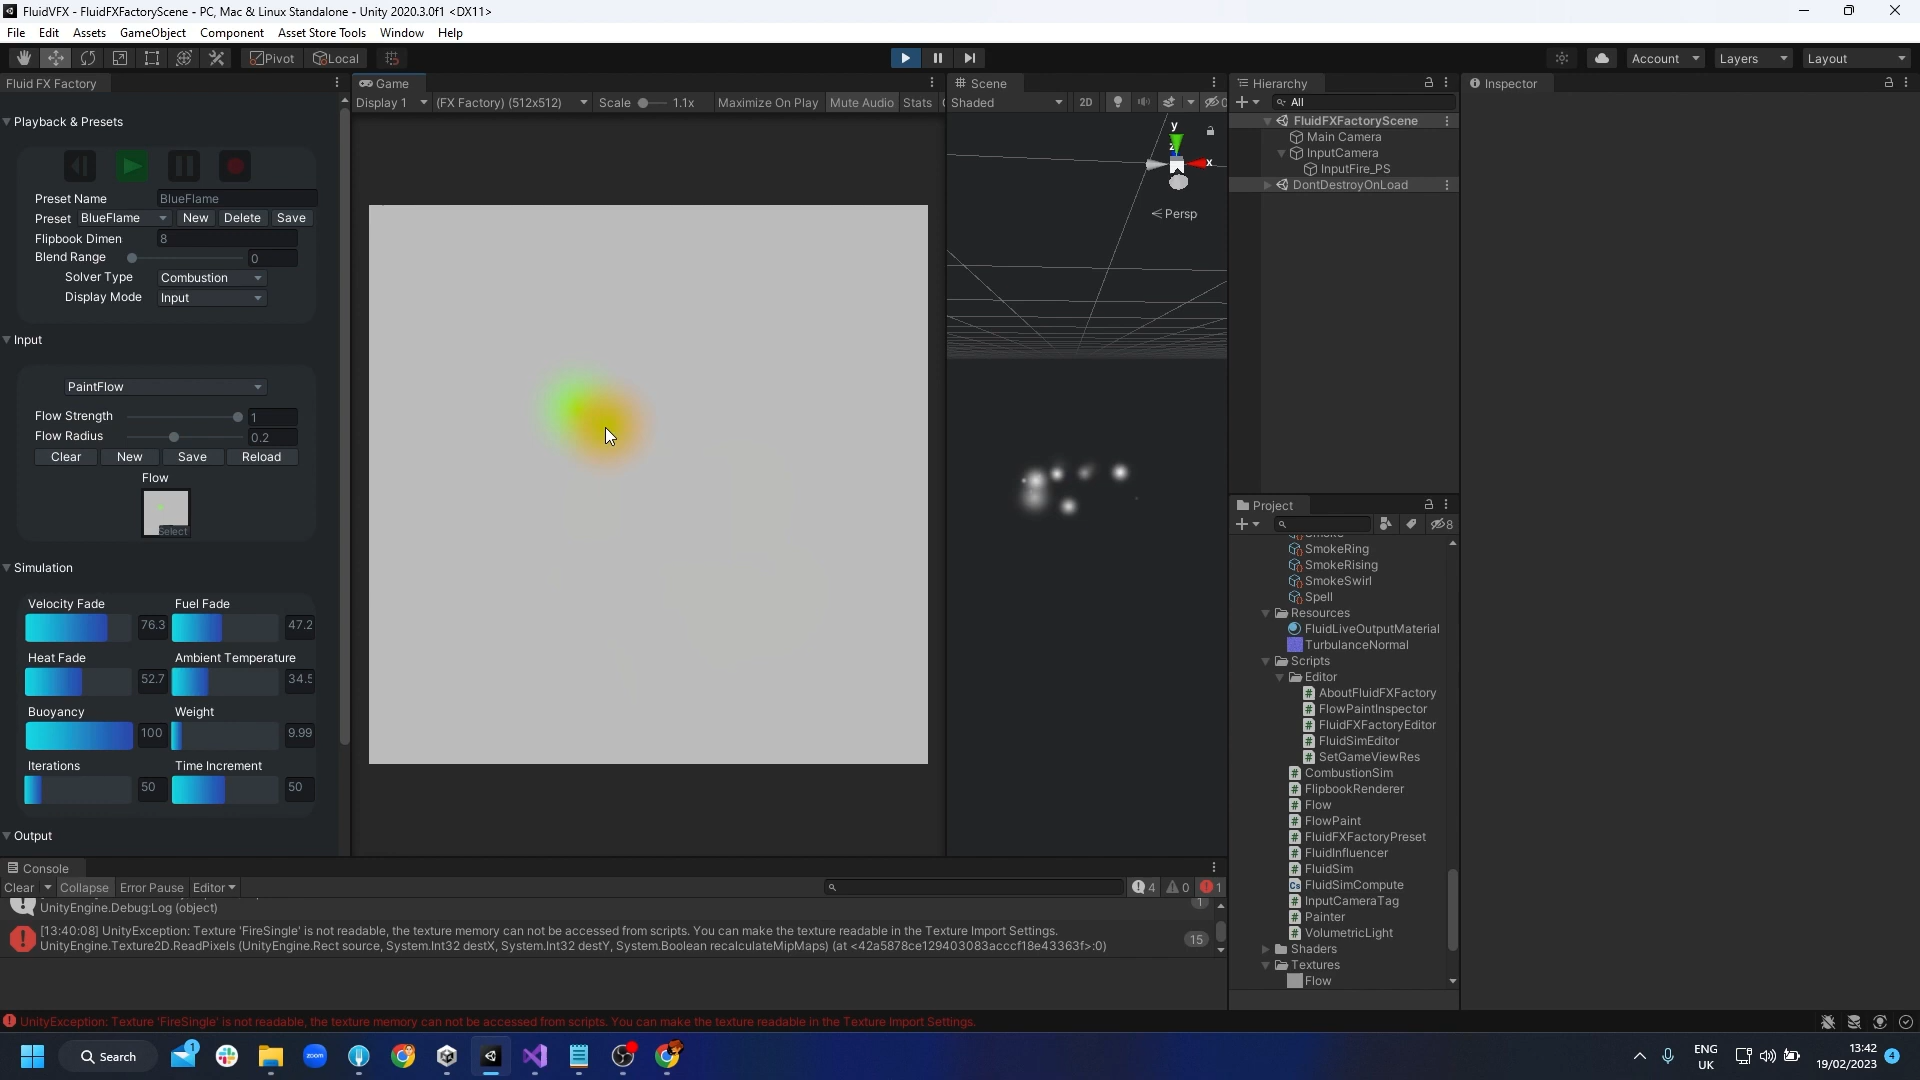 FluidVFX - FluidFXFactoryScene - PC, Mac & Linux Standalone - Unity 2020.3.0f1 <DX11>
File Edit Assets GameObject Component Asset Store Tools Window Help
Pivot Local Account Layers Layout
Fluid FX Factory
Playback & Presets
Preset Name BlueFlame
Preset BlueFlame New Delete Save
Flipbook Dimen 8
Blend Range 0
Solver Type Combustion
Display Mode Input
Input
PaintFlow
Flow Strength 1
Flow Radius 0.2
Clear New Save Reload
Flow
Select
Simulation
Velocity Fade Fuel Fade
76.3 47.2
Heat Fade Ambient Temperature
52.7 34.5
Buoyancy Weight
100 9.99
Iterations Time Increment
50 50
Output
Game
Display 1 (FX Factory) (512x512) Scale 1.1x Maximize On Play Mute Audio Stats
Scene
Shaded 2D 0
y
z
x
Persp
Hierarchy
All
FluidFXFactoryScene
Main Camera
InputCamera
InputFire_PS
DontDestroyOnLoad
Project
8
SmokeRing
SmokeRising
SmokeSwirl
Spell
Resources
FluidLiveOutputMaterial
TurbulanceNormal
Scripts
Editor
AboutFluidFXFactory
FlowPaintInspector
FluidFXFactoryEditor
FluidSimEditor
SetGameViewRes
CombustionSim
FlipbookRenderer
Flow
FlowPaint
FluidFXFactoryPreset
FluidInfluencer
FluidSim
FluidSimCompute
InputCameraTag
Painter
VolumetricLight
Shaders
Textures
Flow
Inspector
Console
Clear Collapse Error Pause Editor 4 0 1
UnityEngine.Debug:Log (object) 1
[13:40:08] UnityException: Texture 'FireSingle' is not readable, the texture memory can not be accessed from scripts. You can make the texture readable in the Texture Import Settings.
UnityEngine.Texture2D.ReadPixels (UnityEngine.Rect source, System.Int32 destX, System.Int32 destY, System.Boolean recalculateMipMaps) (at <42a5878ce129403083acccf18e43363f>:0) 15
UnityException: Texture 'FireSingle' is not readable, the texture memory can not be accessed from scripts. You can make the texture readable in the Texture Import Settings.
Search 1 zoom
ENG
UK
13:42
19/02/2023
4